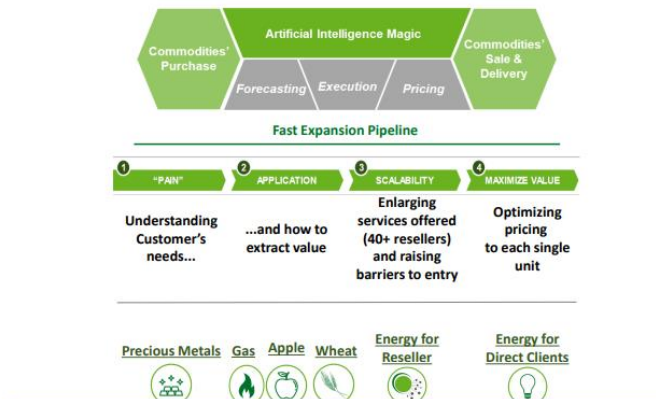 Commodities'
Purchase
Artificial Intelligence Magic
Forecasting
Execution
Pricing
Commodities'
Sale &
Delivery
Fast Expansion Pipeline
1
"PAIN"
2
APPLICATION
3
SCALABILITY
4
MAXIMIZE VALUE
Understanding
Customer's
needs...
...and how to
extract value
Enlarging
services offered
(40+ resellers)
and raising
barriers to entry
Optimizing
pricing
to each single
unit
Precious Metals
Gas
Apple
Wheat
Energy for
Reseller
Energy for
Direct Clients